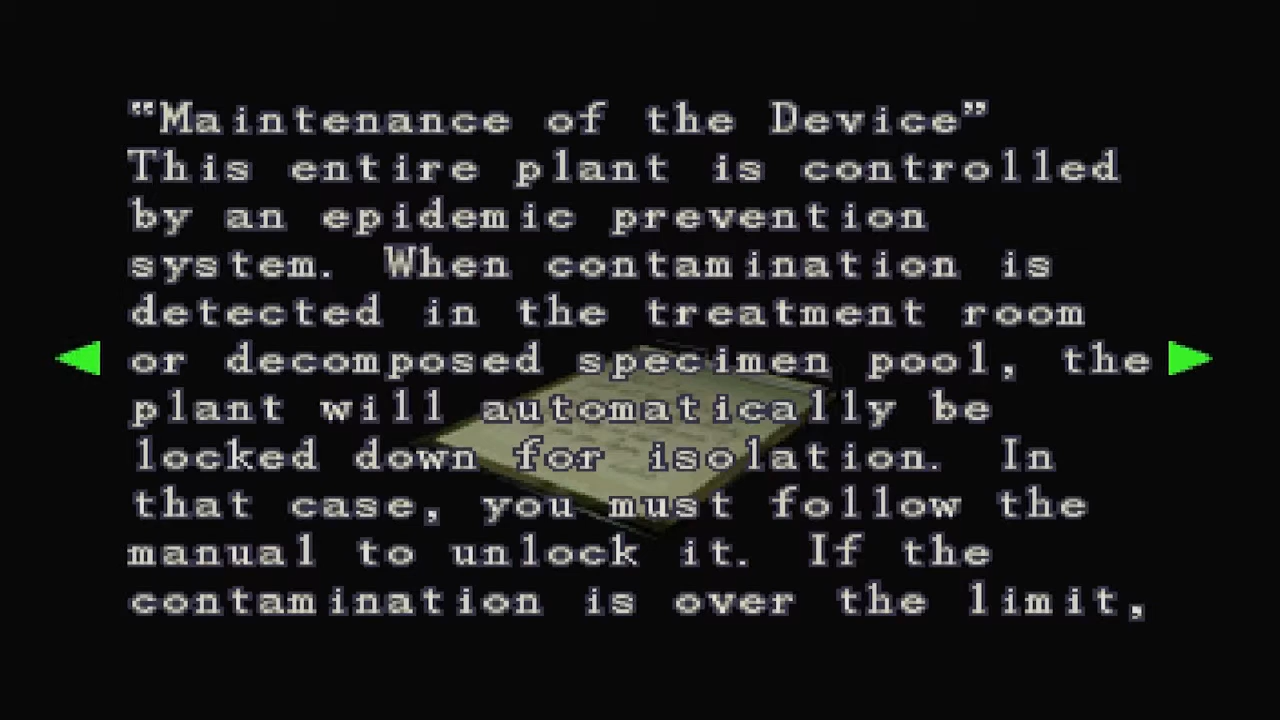 “Maintenance of the Device”
This entire plant is controlled
by an epidemic prevention
system. When contamination is
detected in the treatment room
or decomposed specimen pool, the
plant will automatically be
locked down for isolation. In
that case, you must follow the
manual to unlock it. If the
contamination is over the limit,